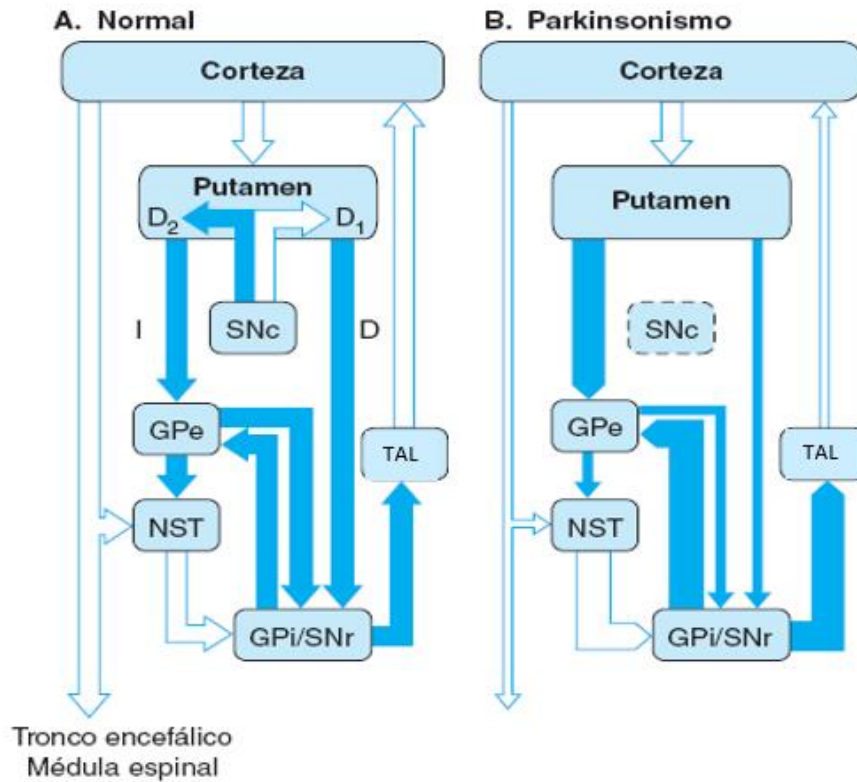 A. Normal
Corteza
Putamen
D2
D1
I
SNc
D
GPe
TAL
NST
GPi/SNr
Tronco encefálico
Médula espinal
B. Parkinsonismo
Corteza
Putamen
SNc
GPe
TAL
NST
GPi/SNr